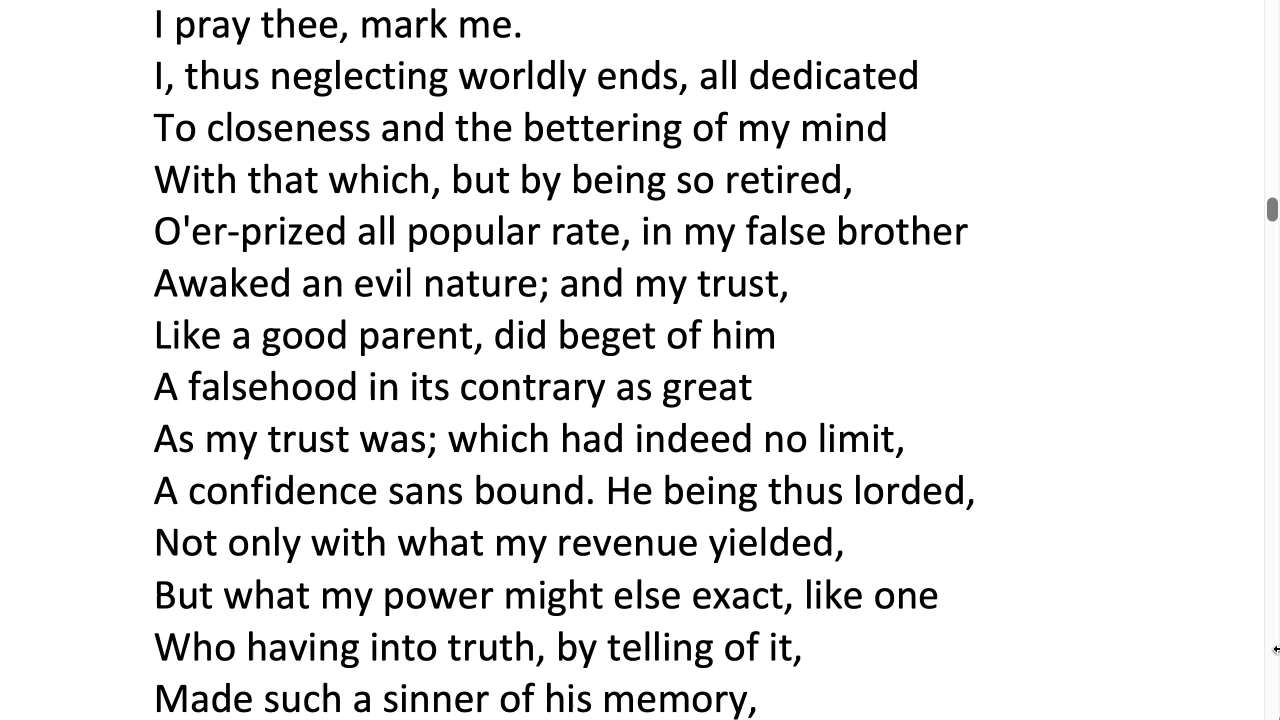 I pray thee, mark me.
I, thus neglecting worldly ends, all dedicated
To closeness and the bettering of my mind
With that which, but by being so retired,
O'er-prized all popular rate, in my false brother
Awaked an evil nature; and my trust,
Like a good parent, did beget of him
A falsehood in its contrary as great
As my trust was; which had indeed no limit,
A confidence sans bound. He being thus lorded,
Not only with what my revenue yielded,
But what my power might else exact, like one
Who having into truth, by telling of it,
Made such a sinner of his memory,